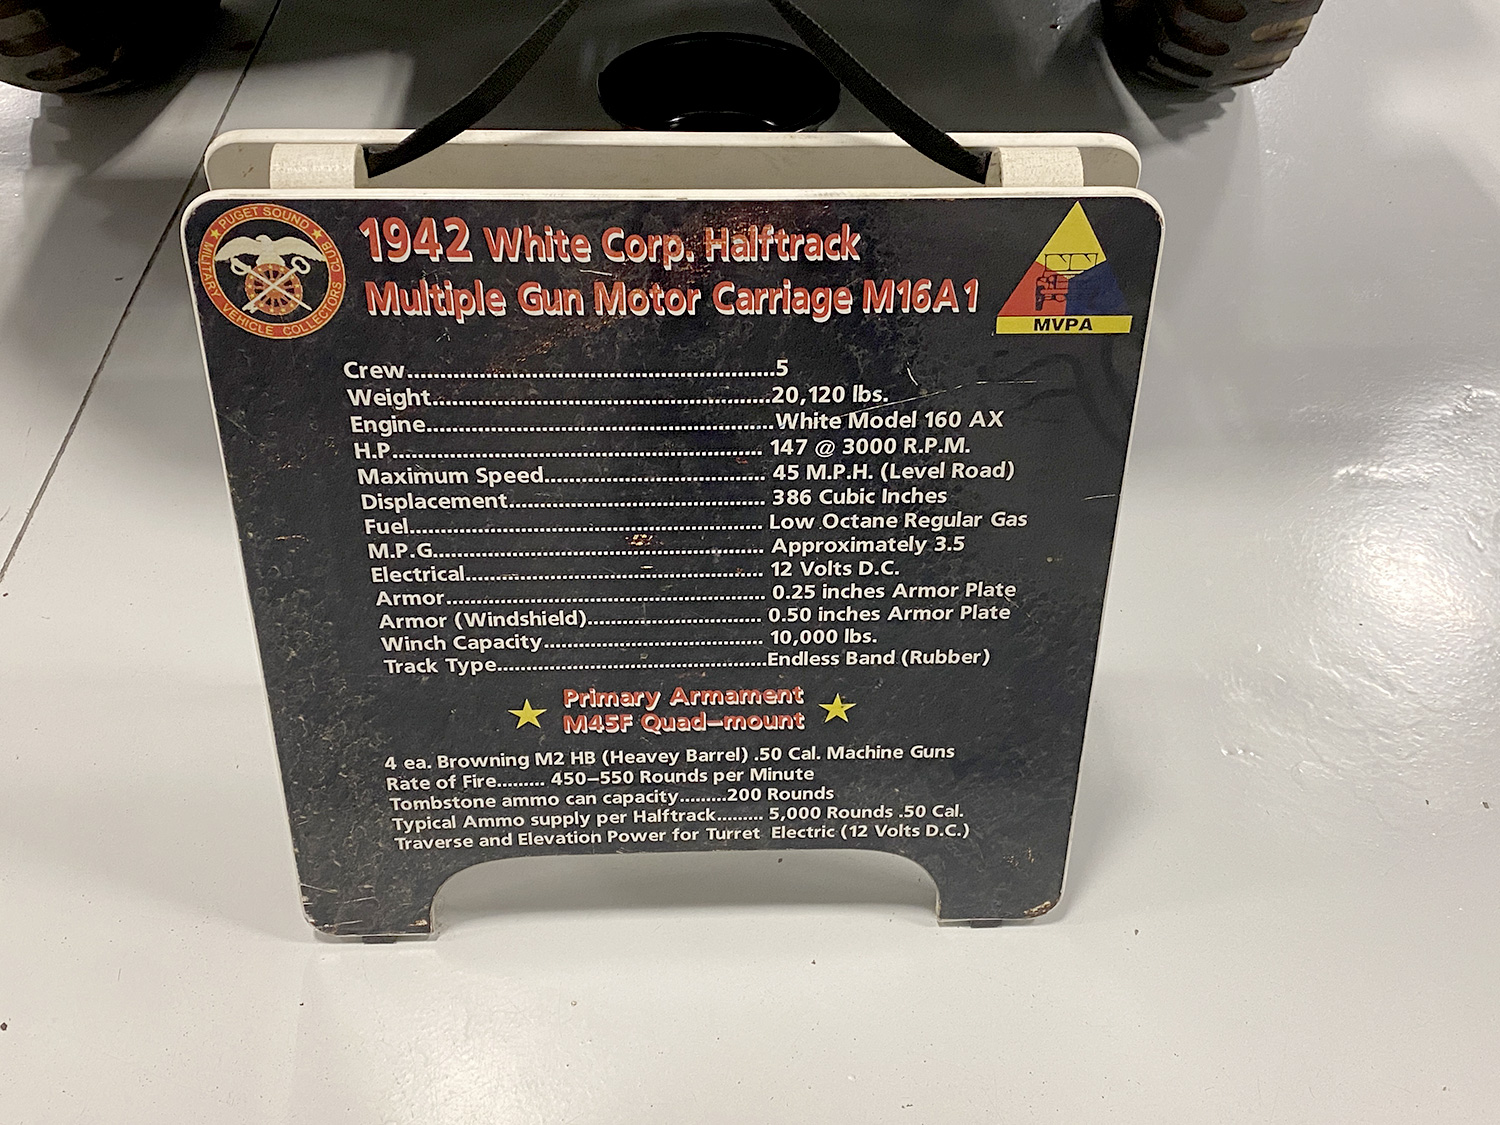 PUGET SOUND
MILITARY VEHICLE COLLECTORS CLUB
1942 White Corp. Halftrack
Multiple Gun Motor Carriage M16A1
MVPA
Crew..........................................................5
Weight.....................................................20,120 lbs.
Engine......................................................White Model 160 AX
H.P.......................................................... 147 @ 3000 R.P.M.
Maximum Speed................................... 45 M.P.H. (Level Road)
Displacement........................................ 386 Cubic Inches
Fuel....................................................... Low Octane Regular Gas
M.P.G.................................................... Approximately 3.5
Electrical............................................... 12 Volts D.C.
Armor.................................................... 0.25 inches Armor Plate
Armor (Windshield)............................. 0.50 inches Armor Plate
Winch Capacity..................................... 10,000 lbs.
Track Type.............................................Endless Band (Rubber)
Primary Armament
M45F Quad-mount
4 ea. Browning M2 HB (Heavey Barrel) .50 Cal. Machine Guns
Rate of Fire......... 450-550 Rounds per Minute
Tombstone ammo can capacity.........200 Rounds
Typical Ammo supply per Halftrack......... 5,000 Rounds .50 Cal.
Traverse and Elevation Power for Turret Electric (12 Volts D.C.)